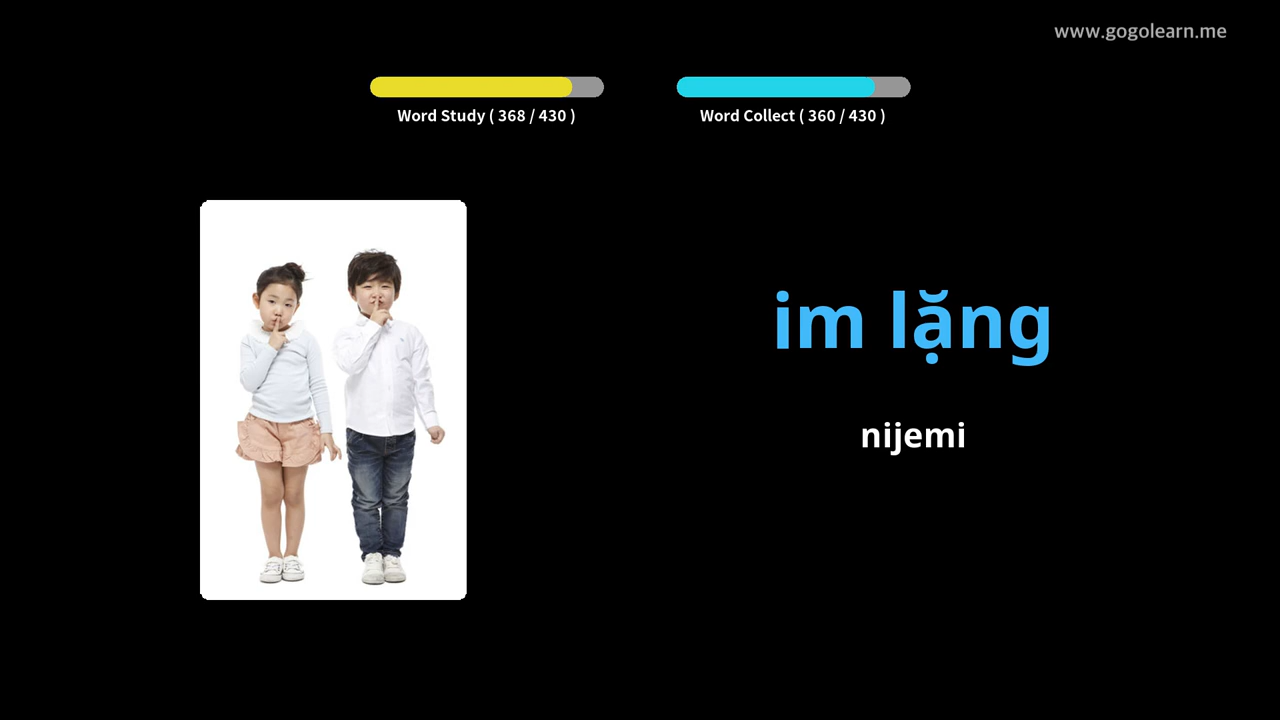 www.gogolearn.me
Word Study ( 368 / 430 )
Word Collect ( 360 / 430 )
im lặng
nijemi